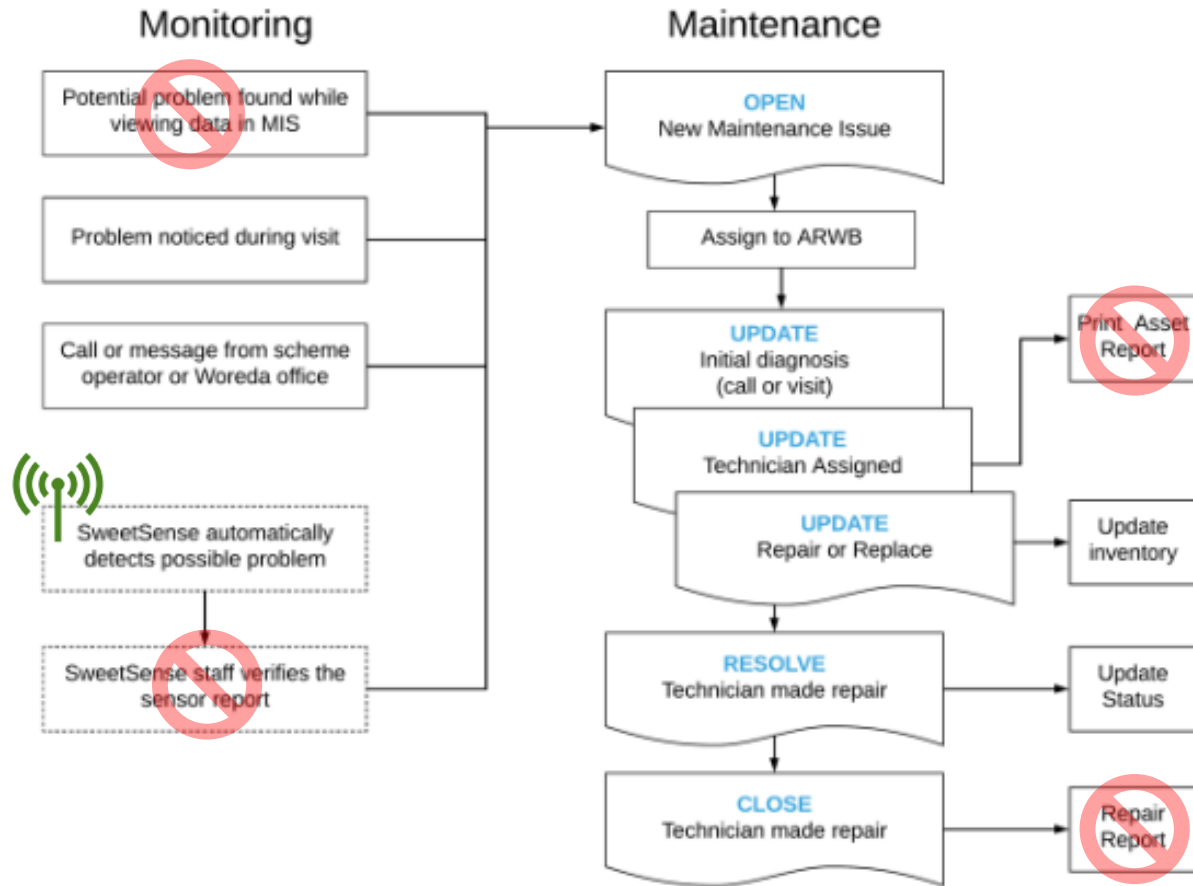 Monitoring
Maintenance
Potential problem found while
viewing data in MIS
Problem noticed during visit
Call or message from scheme
operator or Woreda office
SweetSense automatically
detects possible problem
SweetSense staff verifies the
sensor report
OPEN
New Maintenance Issue
Assign to ARWB
UPDATE
Initial diagnosis
(call or visit)
UPDATE
Technician Assigned
UPDATE
Repair or Replace
RESOLVE
Technician made repair
CLOSE
Technician made repair
Print Asset
Report
Update
inventory
Update
Status
Repair
Report